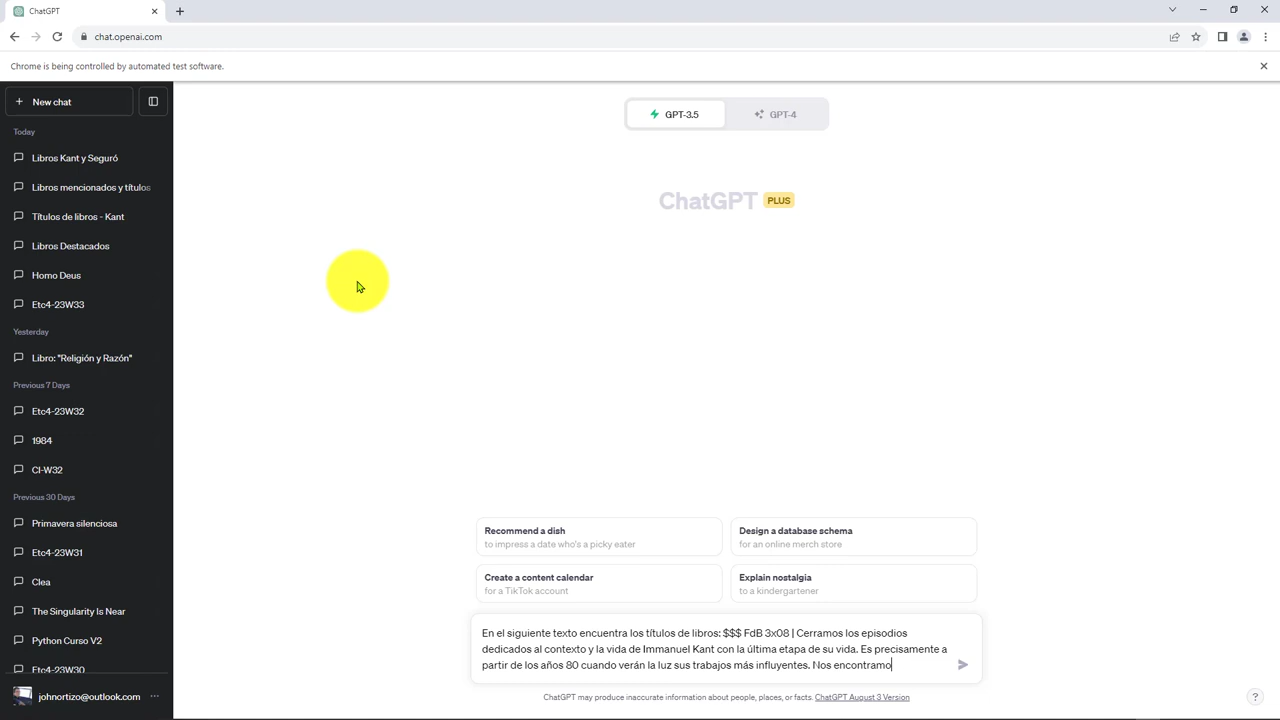 ChatGPT
chat.openai.com
Chrome is being controlled by automated test software.
New chat
Today
Libros Kant y Seguró
Libros mencionados y títulos
Títulos de libros - Kant
Libros Destacados
Homo Deus
Etc4-23W33
Yesterday
Libro: "Religión y Razón"
Previous 7 Days
Etc4-23W32
1984
CI-W32
Previous 30 Days
Primavera silenciosa
Etc4-23W31
Clea
The Singularity Is Near
Python Curso V2
Etc4-23W30
johnortizo@outlook.com
GPT-3.5
GPT-4
ChatGPT PLUS
Recommend a dish
to impress a date who's a picky eater
Design a database schema
for an online merch store
Create a content calendar
for a TikTok account
Explain nostalgia
to a kindergartener
En el siguiente texto encuentra los títulos de libros: $$$ FdB 3x08 | Cerramos los episodios
dedicados al contexto y la vida de Immanuel Kant con la última etapa de su vida. Es precisamente a
partir de los años 80 cuando verán la luz sus trabajos más influyentes. Nos encontramo
ChatGPT may produce inaccurate information about people, places, or facts. ChatGPT August 3 Version
?